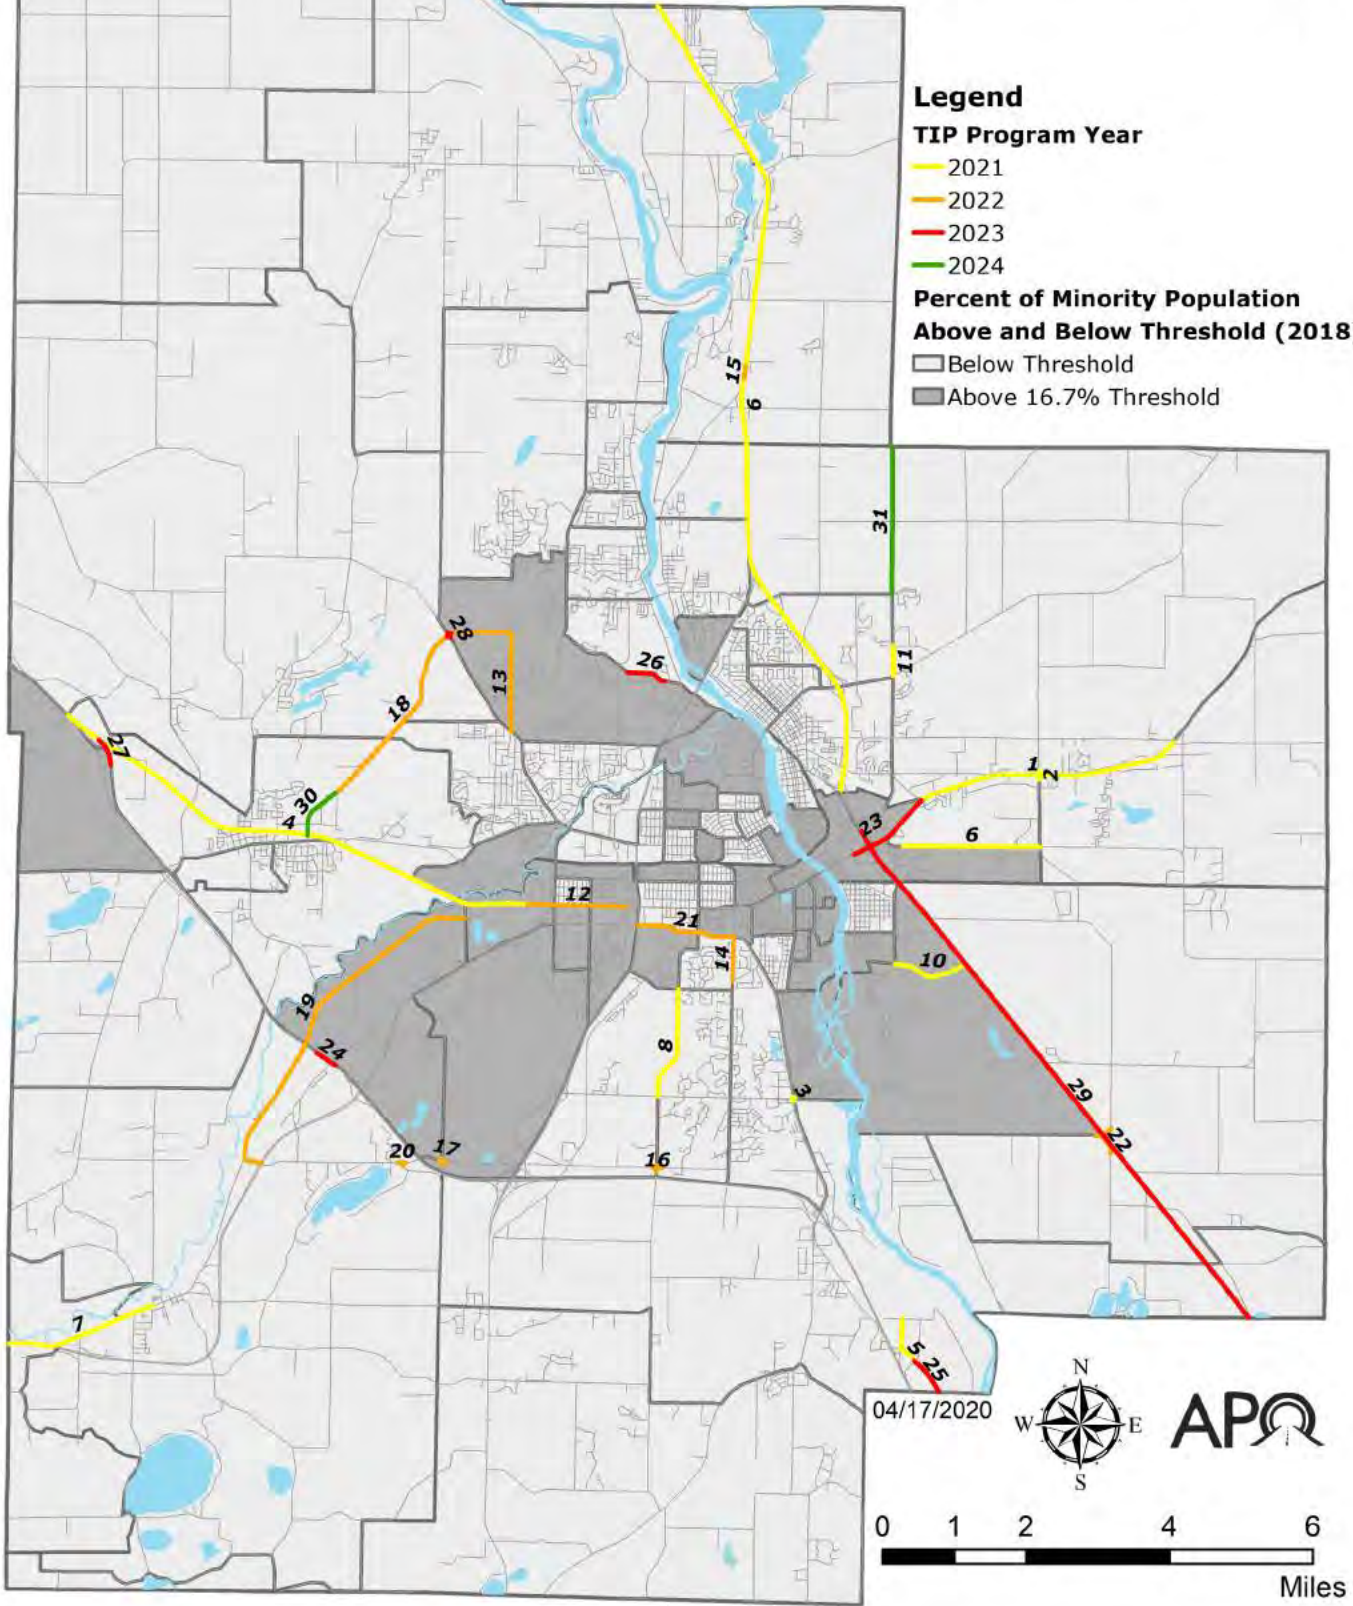 Legend
TIP Program Year
2021
2022
2023
2024
Percent of Minority Population
Above and Below Threshold (2018
Below Threshold
Above 16.7% Threshold
15
6
31
28
26
13
11
18
27
1
2
30
4
23
6
12
21
14
10
19
8
24
3
29
20
17
16
22
7
5
25
04/17/2020
N
W
E
S
APO
0 1 2 4 6
Miles